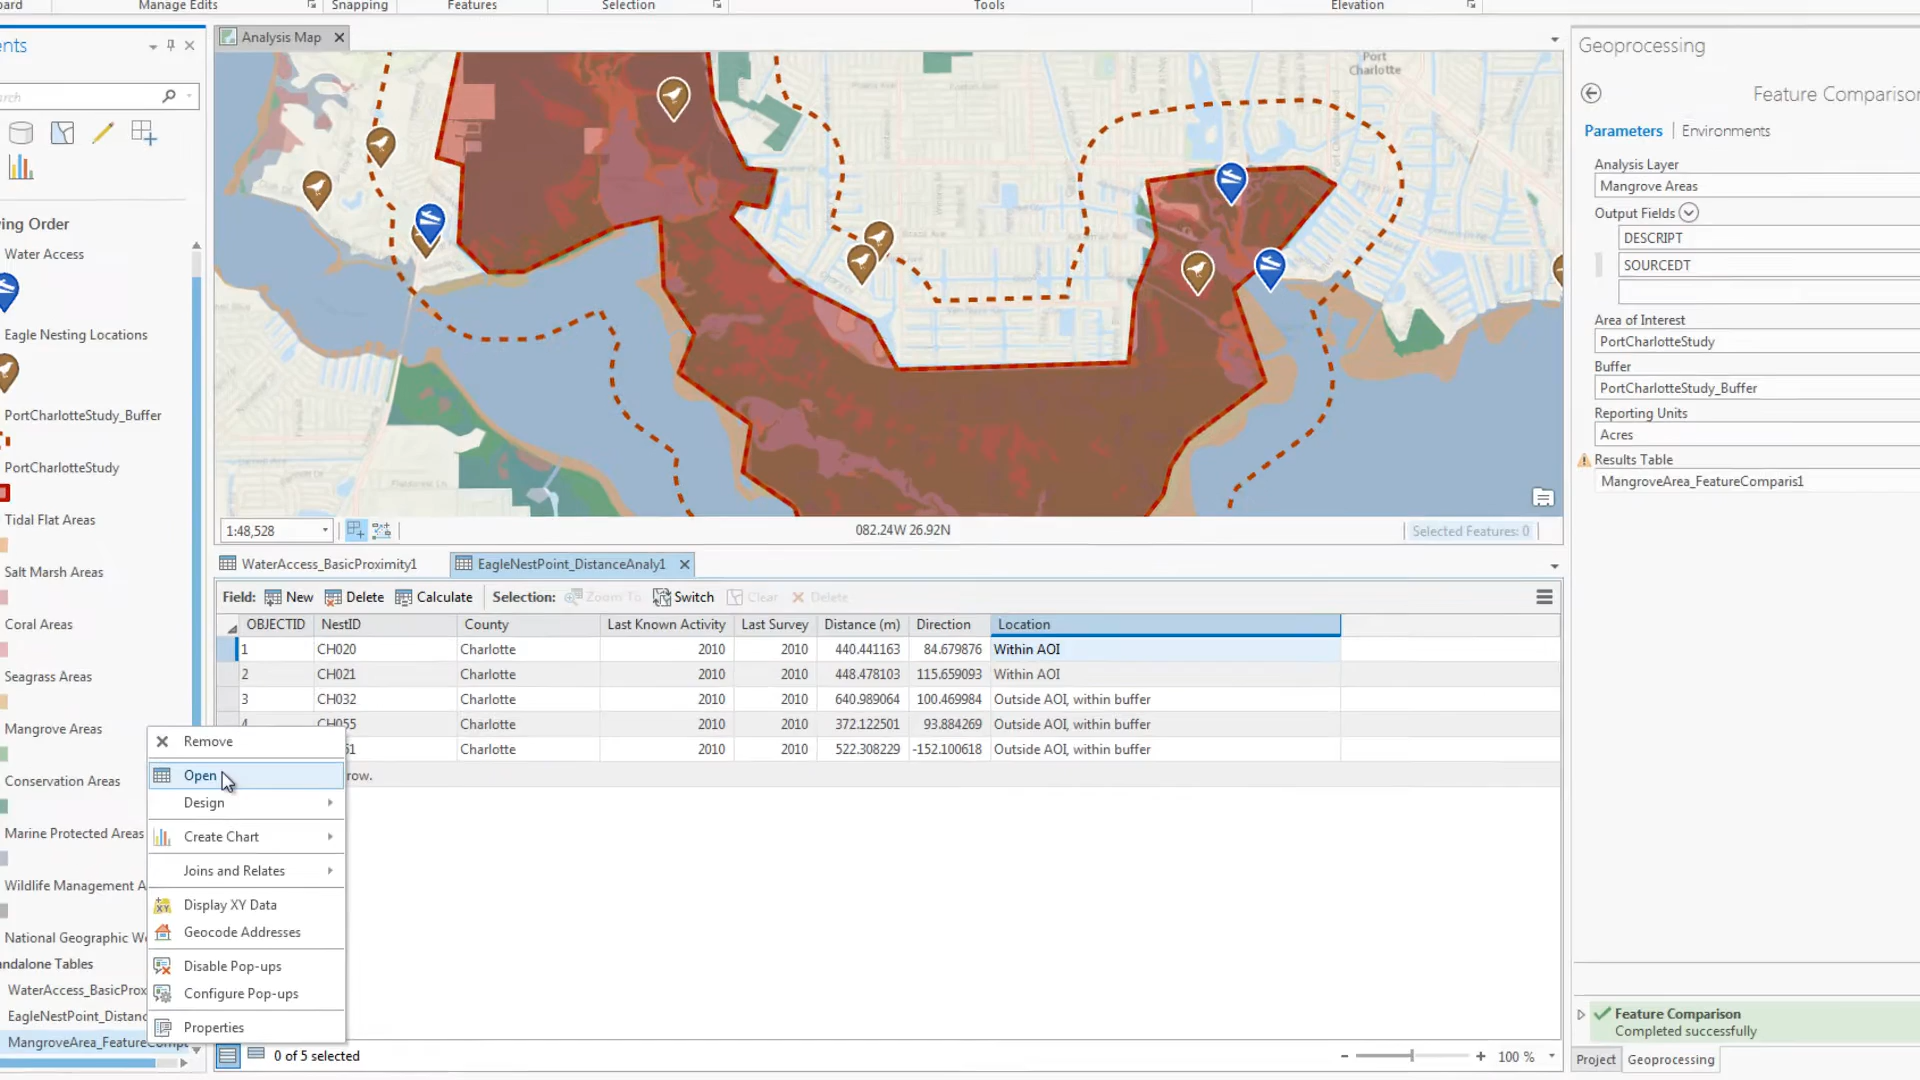 oard
Manage Edits
Snapping
Features
Selection
Tools
Elevation
ents
arch
ving Order
Water Access
Eagle Nesting Locations
PortCharlotteStudy_Buffer
PortCharlotteStudy
Tidal Flat Areas
Salt Marsh Areas
Coral Areas
Seagrass Areas
Mangrove Areas
Conservation Areas
Marine Protected Areas
Wildlife Management A
National Geographic Wo
ndalone Tables
WaterAccess_BasicProx
EagleNestPoint_Distanc
MangroveArea_FeatureCompt
Remove
Open
Design
Create Chart
Joins and Relates
Display XY Data
Geocode Addresses
Disable Pop-ups
Configure Pop-ups
Properties
Analysis Map
Port
Charlotte
1:48,528
082.24W 26.92N
Selected Features: 0
WaterAccess_BasicProximity1
EagleNestPoint_DistanceAnaly1
Field: New Delete Calculate Selection: Zoom To Switch Clear Delete
OBJECTID NestID County Last Known Activity Last Survey Distance (m) Direction Location
1 CH020 Charlotte 2010 2010 440.441163 84.679876 Within AOI
2 CH021 Charlotte 2010 2010 448.478103 115.659093 Within AOI
3 CH032 Charlotte 2010 2010 640.989064 100.469984 Outside AOI, within buffer
4 CH055 Charlotte 2010 2010 372.122501 93.884269 Outside AOI, within buffer
61 Charlotte 2010 2010 522.308229 -152.100618 Outside AOI, within buffer
row.
0 of 5 selected
100 %
Geoprocessing
Feature Comparison
Parameters Environments
Analysis Layer
Mangrove Areas
Output Fields
DESCRIPT
SOURCEDT
Area of Interest
PortCharlotteStudy
Buffer
PortCharlotteStudy_Buffer
Reporting Units
Acres
Results Table
MangroveArea_FeatureComparis1
Feature Comparison
Completed successfully
Project Geoprocessing